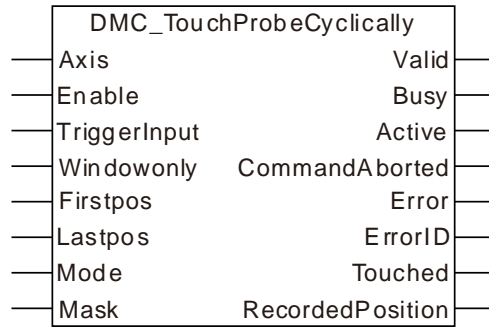 DMC_TouchProbeCyclically
Axis Valid
Enable Busy
TriggerInput Active
Windowonly CommandAborted
Firstpos Error
Lastpos ErrorID
Mode Touched
Mask RecordedPosition